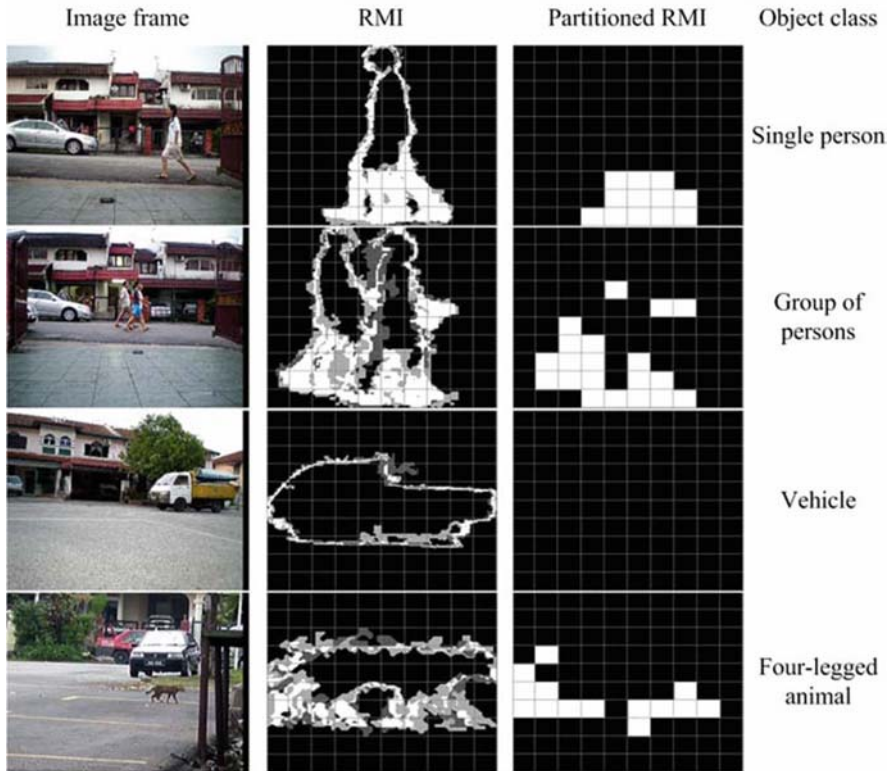 Image frame RMI Partitioned RMI Object class
Single person
Group of
persons
Vehicle
Four-legged
animal